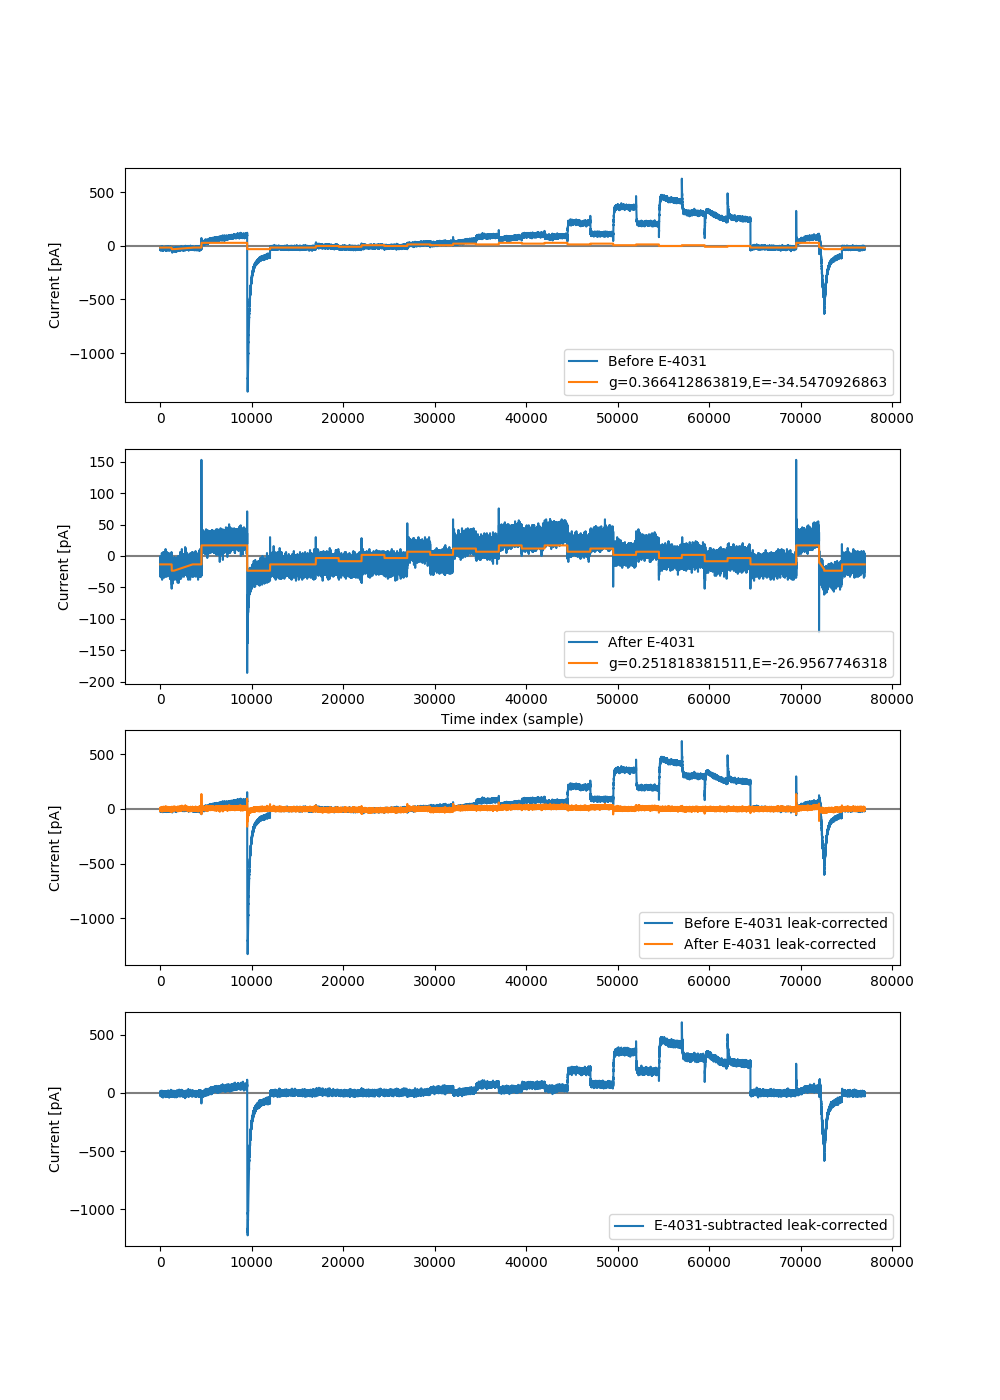 500
0
−500
−1000
Current [pA]
Before E-4031
g=0.366412863819,E=-34.5470926863
0 10000 20000 30000 40000 50000 60000 70000 80000
150
100
50
0
−50
−100
−150
−200
Current [pA]
After E-4031
g=0.251818381511,E=-26.9567746318
0 10000 20000 30000 40000 50000 60000 70000 80000
Time index (sample)
500
0
−500
−1000
Current [pA]
Before E-4031 leak-corrected
After E-4031 leak-corrected
0 10000 20000 30000 40000 50000 60000 70000 80000
500
0
−500
−1000
Current [pA]
E-4031-subtracted leak-corrected
0 10000 20000 30000 40000 50000 60000 70000 80000